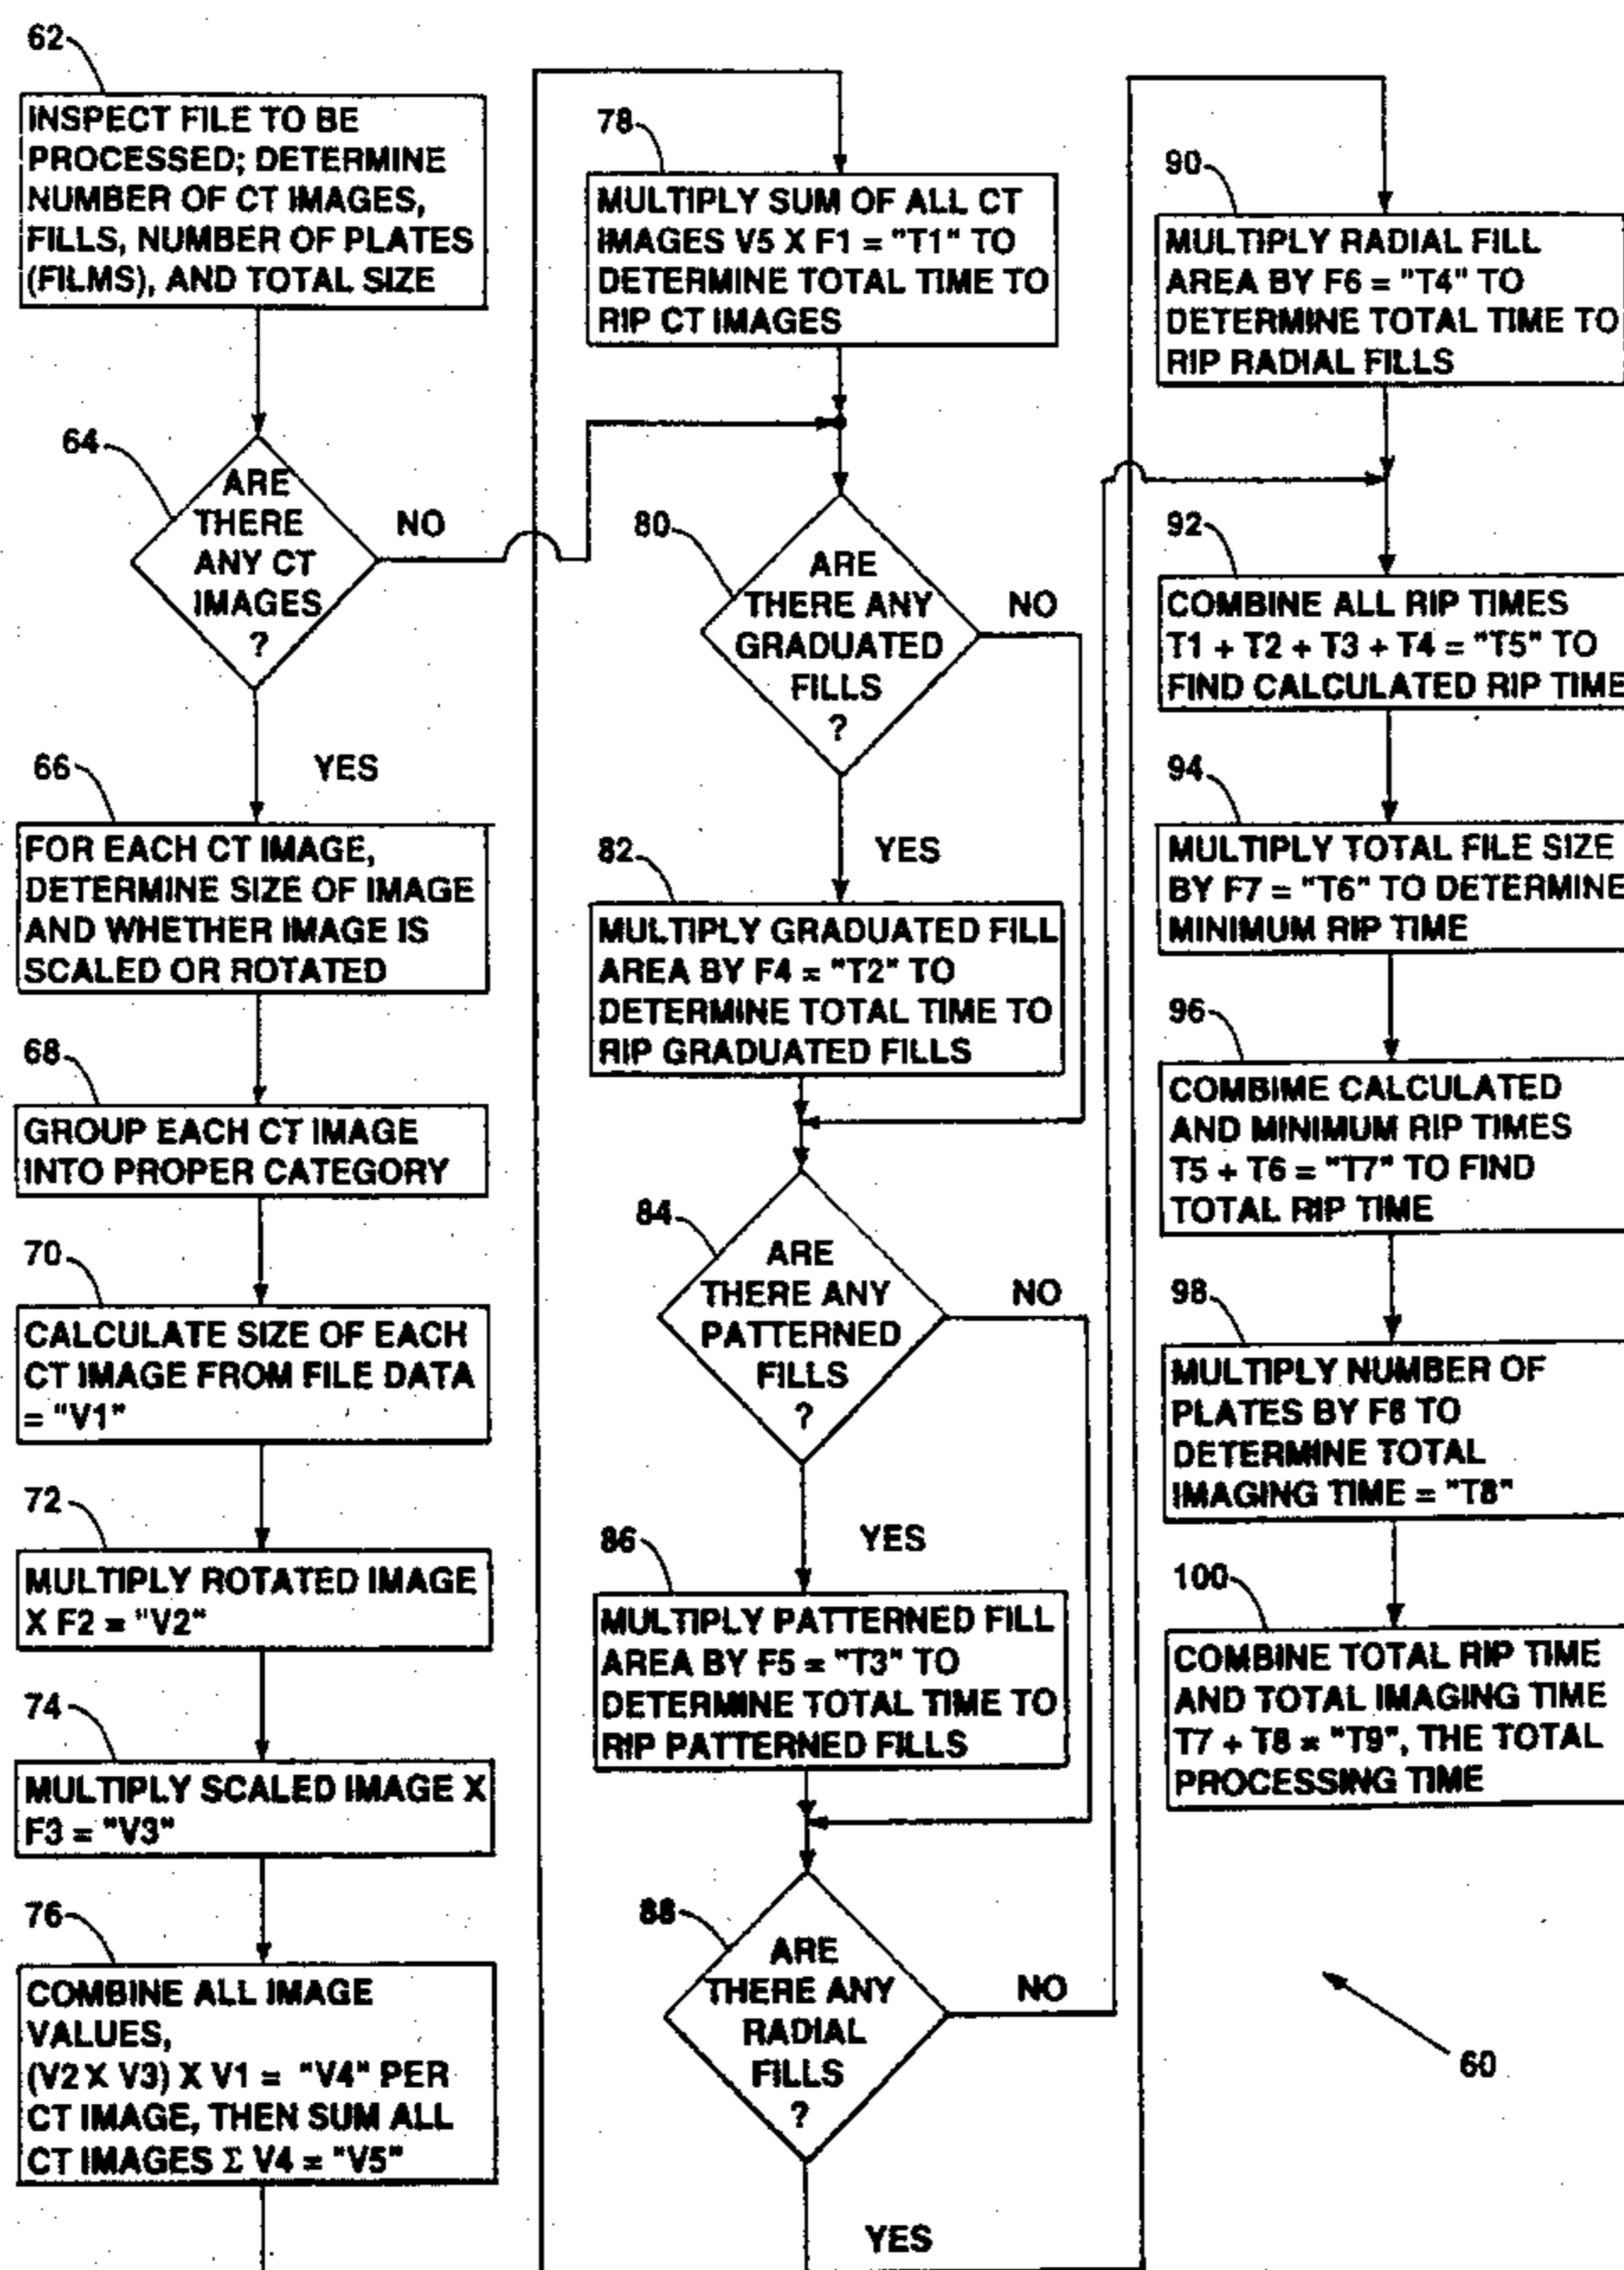 62
INSPECT FILE TO BE
PROCESSED; DETERMINE
NUMBER OF CT IMAGES,
FILLS, NUMBER OF PLATES
(FILMS), AND TOTAL SIZE
64
ARE
THERE
ANY CT
IMAGES
?
NO
YES
66
FOR EACH CT IMAGE,
DETERMINE SIZE OF IMAGE
AND WHETHER IMAGE IS
SCALED OR ROTATED
68
GROUP EACH CT IMAGE
INTO PROPER CATEGORY
70
CALCULATE SIZE OF EACH
CT IMAGE FROM FILE DATA
= "V1"
72
MULTIPLY ROTATED IMAGE
X F2 = "V2"
74
MULTIPLY SCALED IMAGE X
F3 = "V3"
76
COMBINE ALL IMAGE
VALUES,
(V2 X V3) X V1 = "V4" PER
CT IMAGE, THEN SUM ALL
CT IMAGES Σ V4 = "V5"
78
MULTIPLY SUM OF ALL CT
IMAGES V5 X F1 = "T1" TO
DETERMINE TOTAL TIME TO
RIP CT IMAGES
80
ARE
THERE ANY
GRADUATED
FILLS
?
NO
YES
82
MULTIPLY GRADUATED FILL
AREA BY F4 = "T2" TO
DETERMINE TOTAL TIME TO
RIP GRADUATED FILLS
84
ARE
THERE ANY
PATTERNED
FILLS
?
NO
YES
86
MULTIPLY PATTERNED FILL
AREA BY F5 = "T3" TO
DETERMINE TOTAL TIME TO
RIP PATTERNED FILLS
88
ARE
THERE ANY
RADIAL
FILLS
?
NO
YES
90
MULTIPLY RADIAL FILL
AREA BY F6 = "T4" TO
DETERMINE TOTAL TIME TO
RIP RADIAL FILLS
92
COMBINE ALL RIP TIMES
T1 + T2 + T3 + T4 = "T5" TO
FIND CALCULATED RIP TIME
94
MULTIPLY TOTAL FILE SIZE
BY F7 = "T6" TO DETERMINE
MINIMUM RIP TIME
96
COMBIME CALCULATED
AND MINIMUM RIP TIMES
T5 + T6 = "T7" TO FIND
TOTAL RIP TIME
98
MULTIPLY NUMBER OF
PLATES BY F8 TO
DETERMINE TOTAL
IMAGING TIME = "T8"
100
COMBINE TOTAL RIP TIME
AND TOTAL IMAGING TIME
T7 + T8 = "T9", THE TOTAL
PROCESSING TIME
60